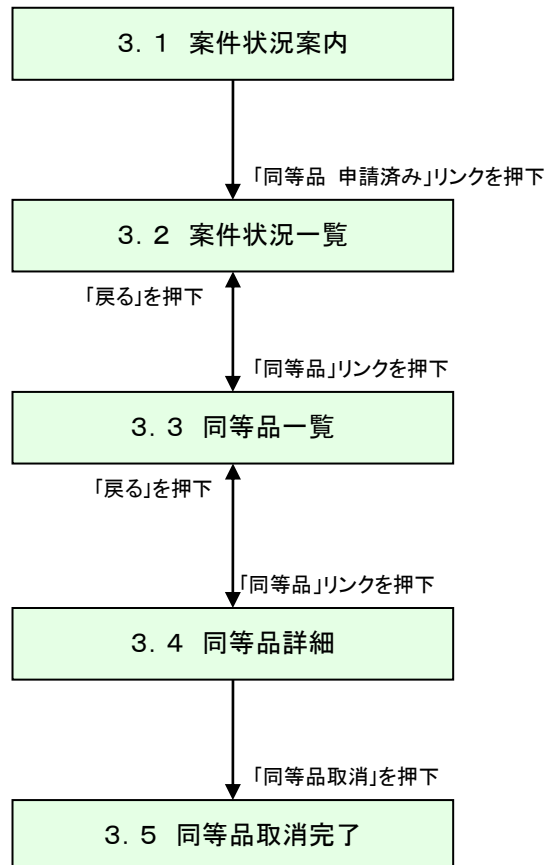 ３．１　案件状況案内
「同等品 申請済み」リンクを押下
３．２　案件状況一覧
「戻る」を押下
「同等品」リンクを押下
３．３　同等品一覧
「戻る」を押下
「同等品」リンクを押下
３．４　同等品詳細
「同等品取消」を押下
３．５　同等品取消完了